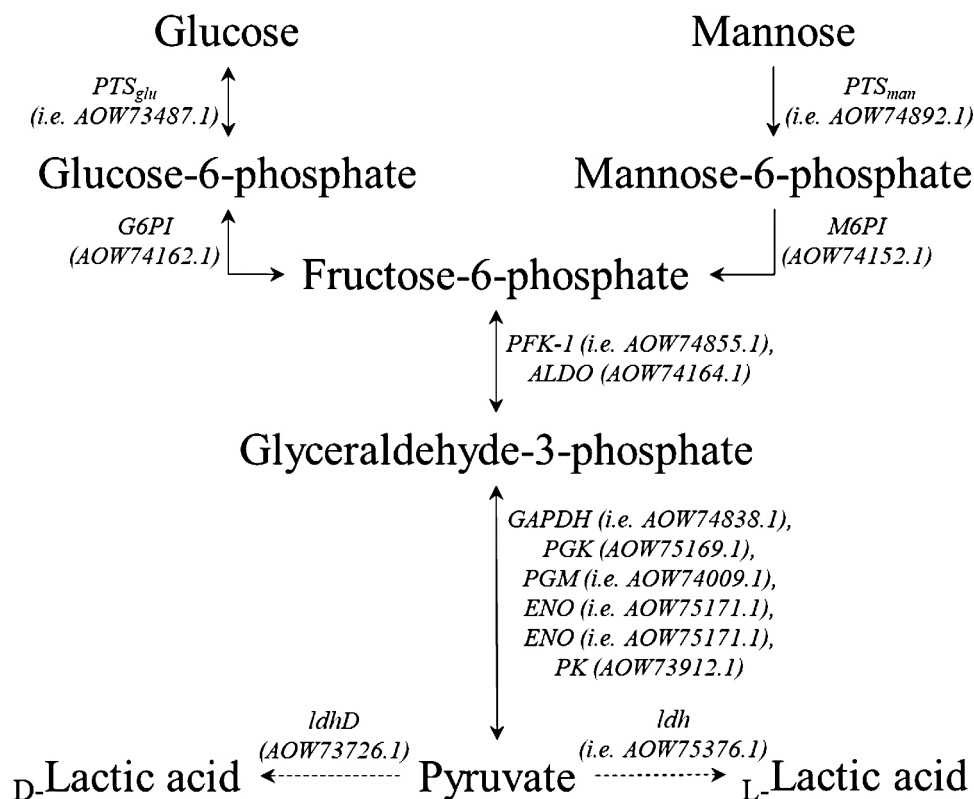 Glucose
Mannose
PTSglu
(i.e. AOW73487.1)
PTSman
(i.e. AOW74892.1)
Glucose-6-phosphate
Mannose-6-phosphate
G6PI
(AOW74162.1)
M6PI
(AOW74152.1)
Fructose-6-phosphate
PFK-1 (i.e. AOW74855.1),
ALDO (AOW74164.1)
Glyceraldehyde-3-phosphate
GAPDH (i.e. AOW74838.1),
PGK (AOW75169.1),
PGM (i.e. AOW74009.1),
ENO (i.e. AOW75171.1),
ENO (i.e. AOW75171.1),
PK (AOW73912.1)
ldhD
(AOW73726.1)
ldh
(i.e. AOW75376.1)
D-Lactic acid
Pyruvate
L-Lactic acid